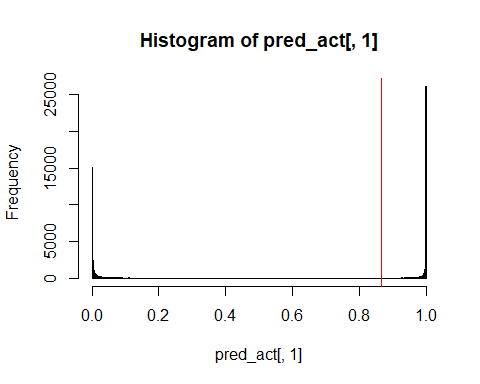 Histogram of pred_act[, 1]
Frequency
25000
15000
5000
0
0.0 0.2 0.4 0.6 0.8 1.0
pred_act[, 1]